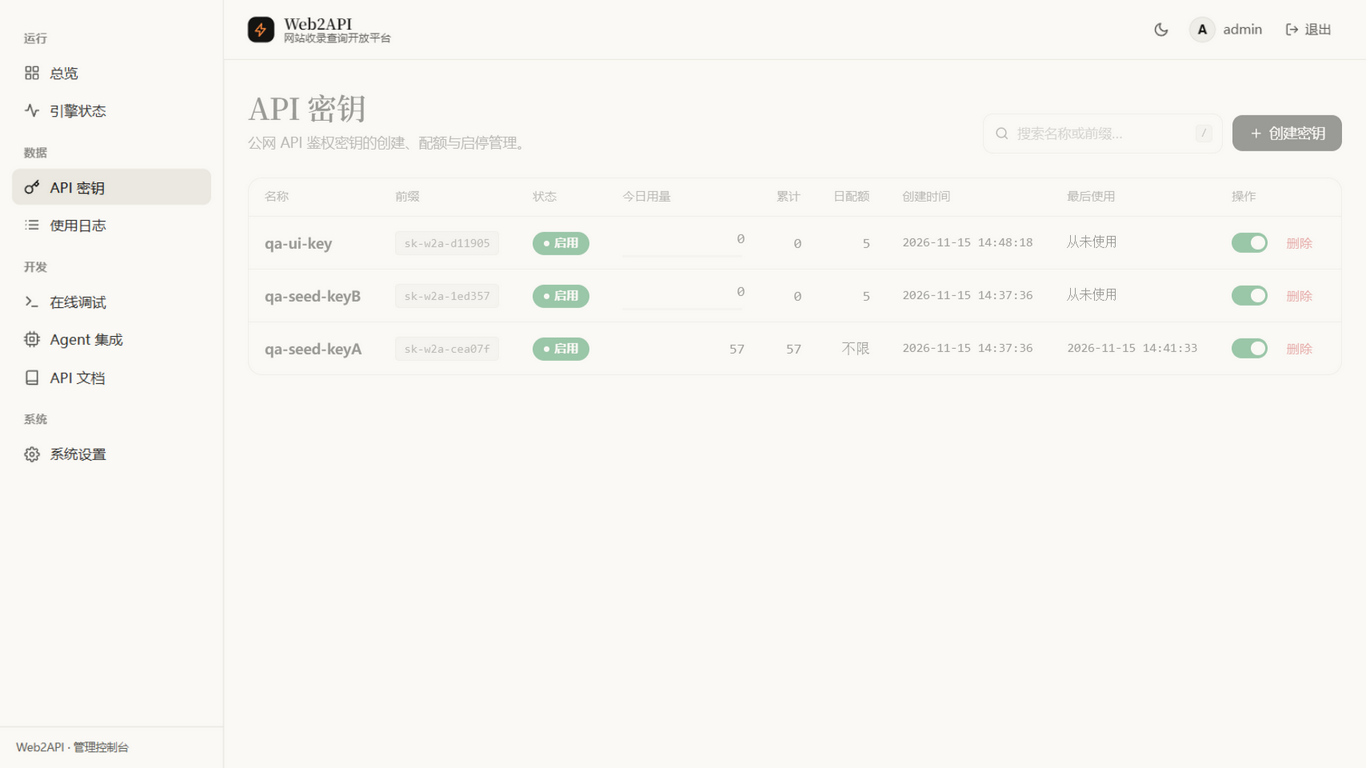 运行
总览
引擎状态
数据
API 密钥
使用日志
开发
在线调试
Agent 集成
API 文档
系统
系统设置
Web2API · 管理控制台
Web2API
网站收录查询开放平台
A admin 退出
API 密钥
公网 API 鉴权密钥的创建、配额与启停管理。
搜索名称或前缀... /
+ 创建密钥
名称 前缀 状态 今日用量 累计 日配额 创建时间 最后使用 操作
qa-ui-key sk-w2a-d11905 启用 0 0 5 2026-11-15 14:48:18 从未使用 删除
qa-seed-keyB sk-w2a-1ed357 启用 0 0 5 2026-11-15 14:37:36 从未使用 删除
qa-seed-keyA sk-w2a-cea07f 启用 57 57 不限 2026-11-15 14:37:36 2026-11-15 14:41:33 删除